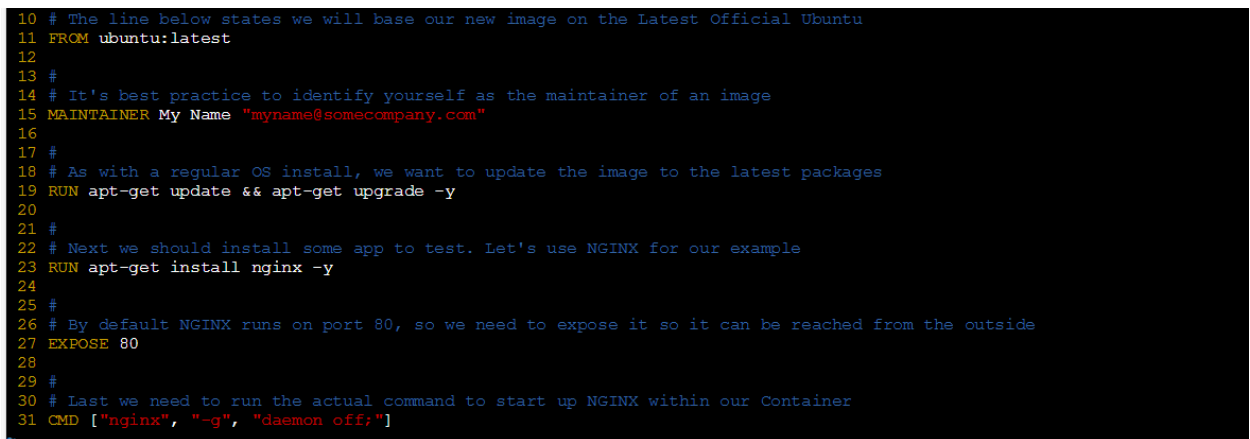 10 # The line below states we will base our new image on the Latest Official Ubuntu
11 FROM ubuntu:latest
12
13 #
14 # It's best practice to identify yourself as the maintainer of an image
15 MAINTAINER My Name "myname@somecompany.com"
16
17 #
18 # As with a regular OS install, we want to update the image to the latest packages
19 RUN apt-get update && apt-get upgrade -y
20
21 #
22 # Next we should install some app to test. Let's use NGINX for our example
23 RUN apt-get install nginx -y
24
25 #
26 # By default NGINX runs on port 80, so we need to expose it so it can be reached from the outside
27 EXPOSE 80
28
29 #
30 # Last we need to run the actual command to start up NGINX within our Container
31 CMD ["nginx", "-g", "daemon off;"]